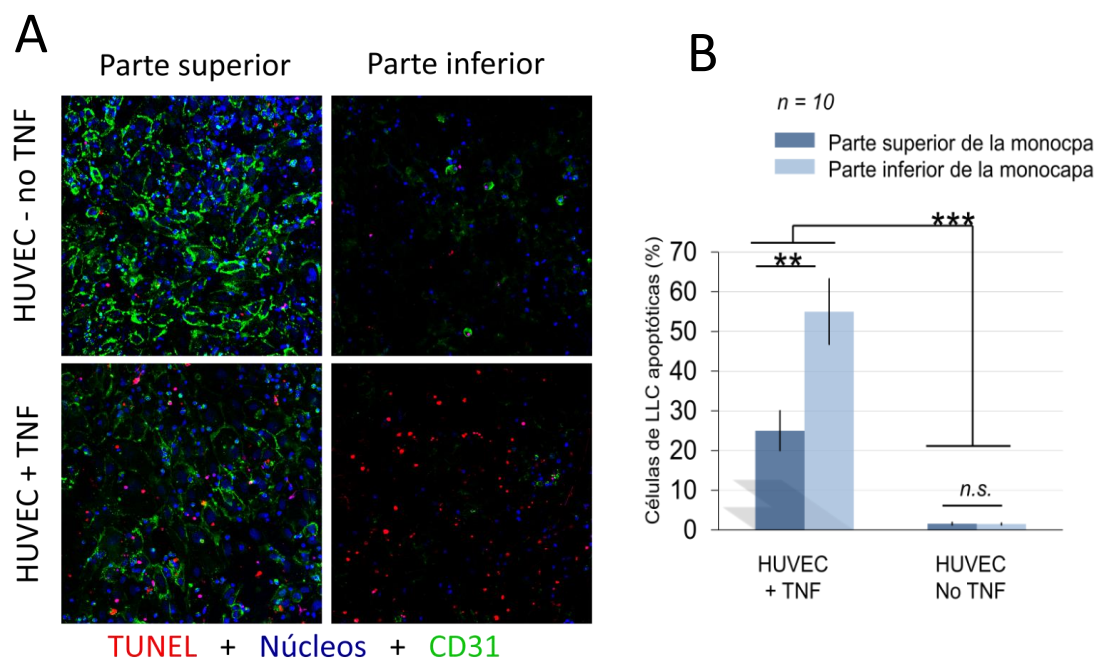 A
Parte superior
Parte inferior
HUVEC - no TNF
HUVEC + TNF
TUNEL + Núcleos + CD31
B
n = 10
Parte superior de la monocpa
Parte inferior de la monocapa
***
**
Células de LLC apoptóticas (%)
70
60
50
40
30
20
10
0
n.s.
HUVEC
+ TNF
HUVEC
No TNF